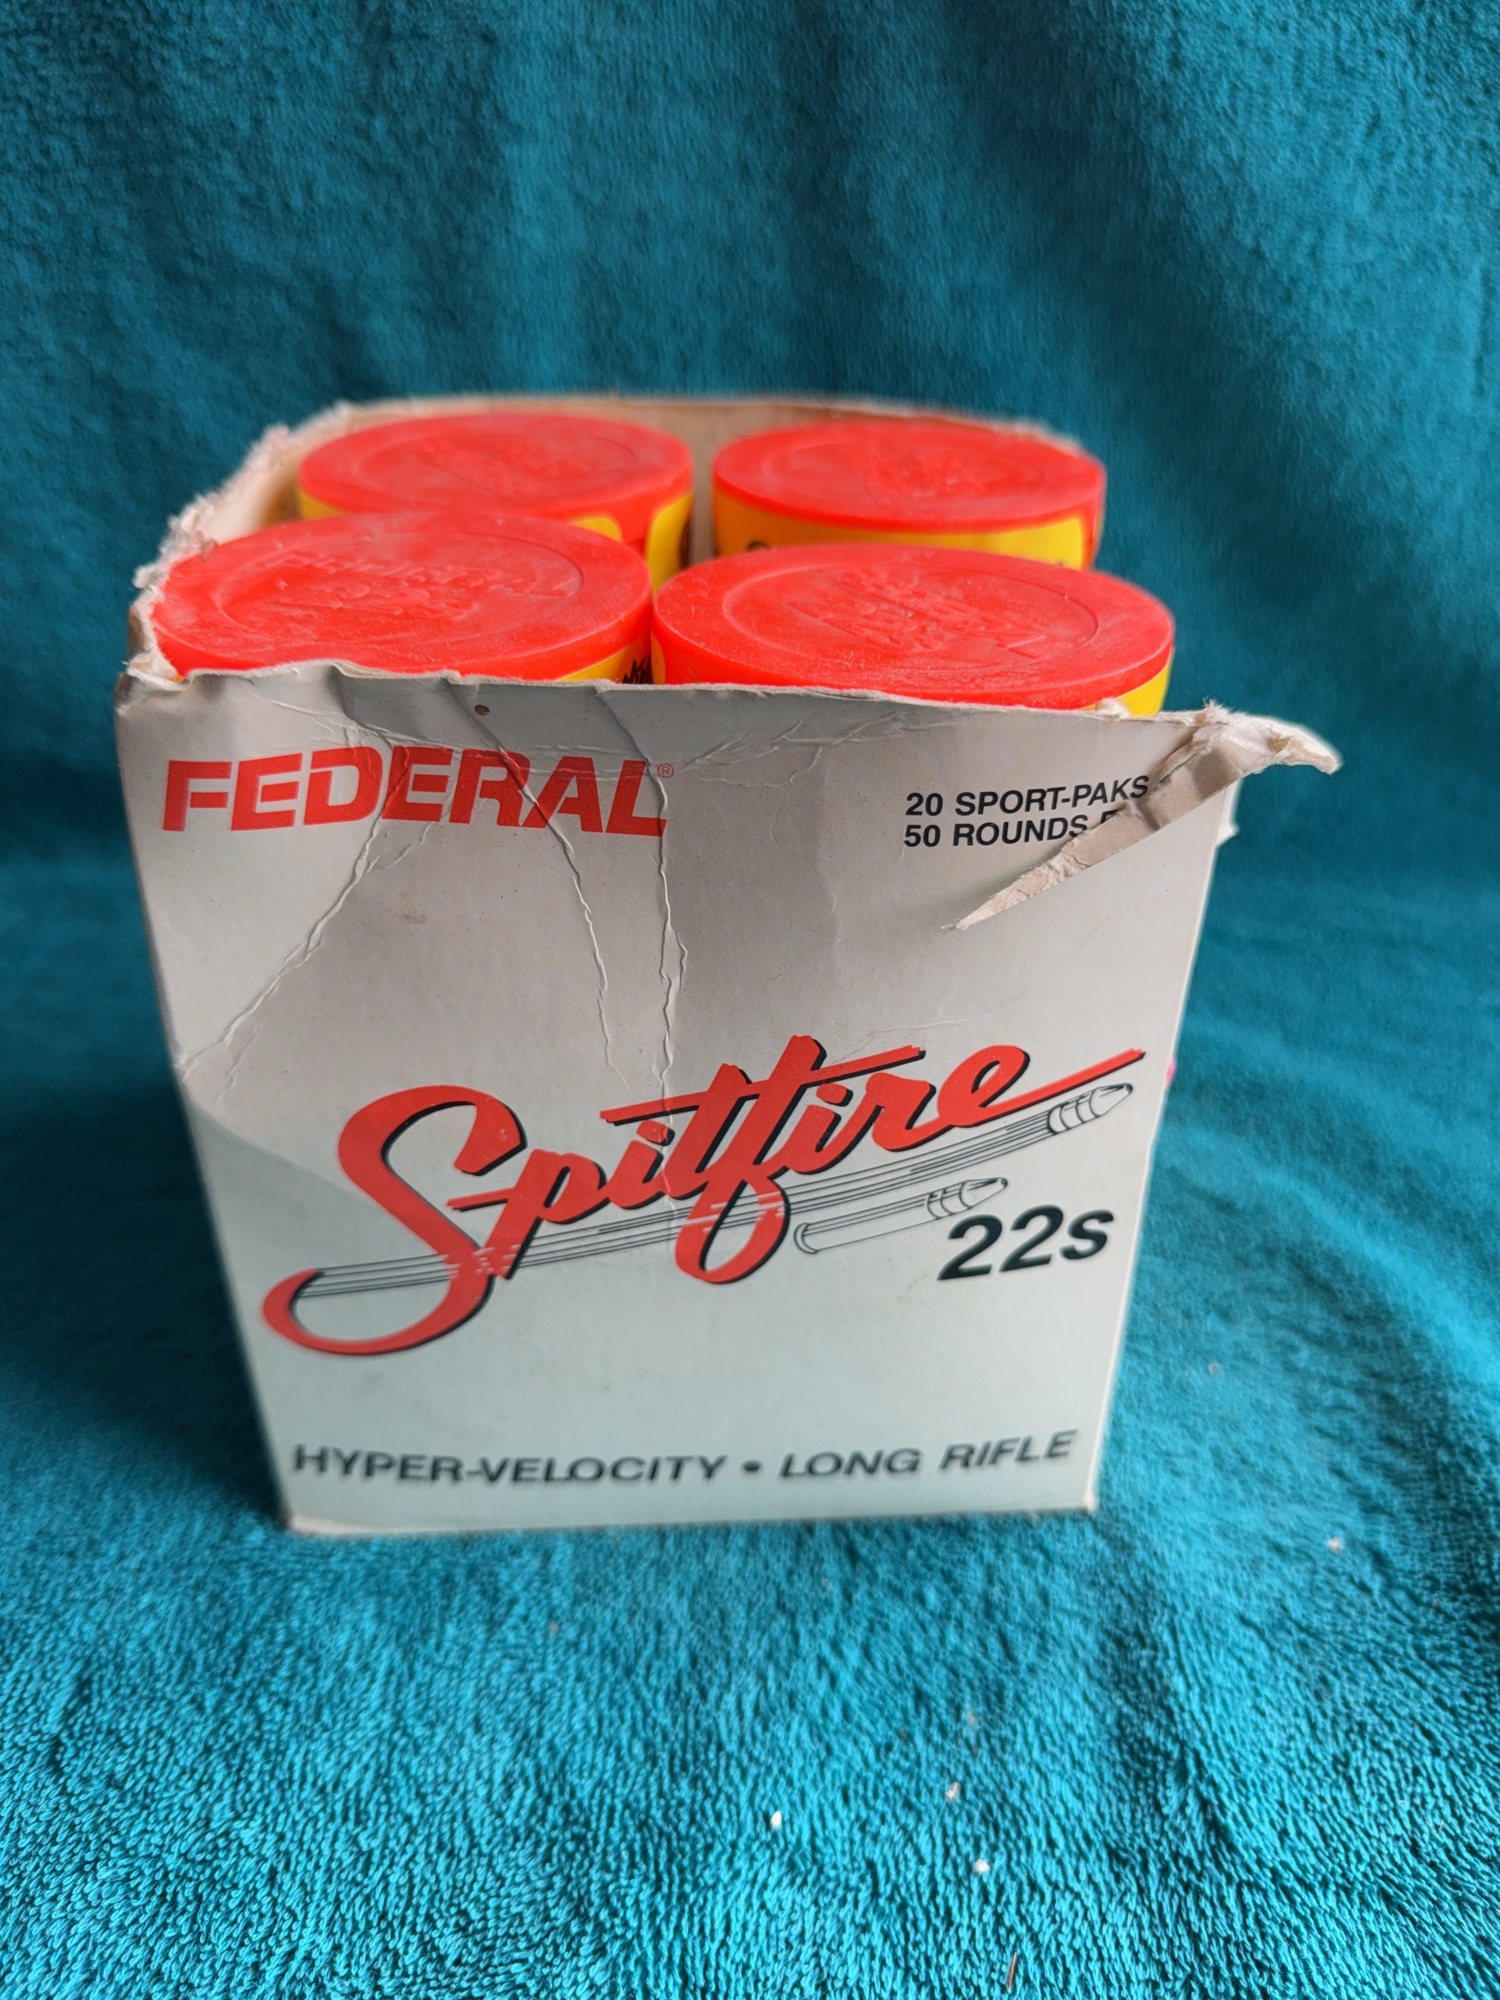 FEDERAL®
20 SPORT-PAKS
50 ROUNDS
Spitfire
22s
HYPER-VELOCITY • LONG RIFLE